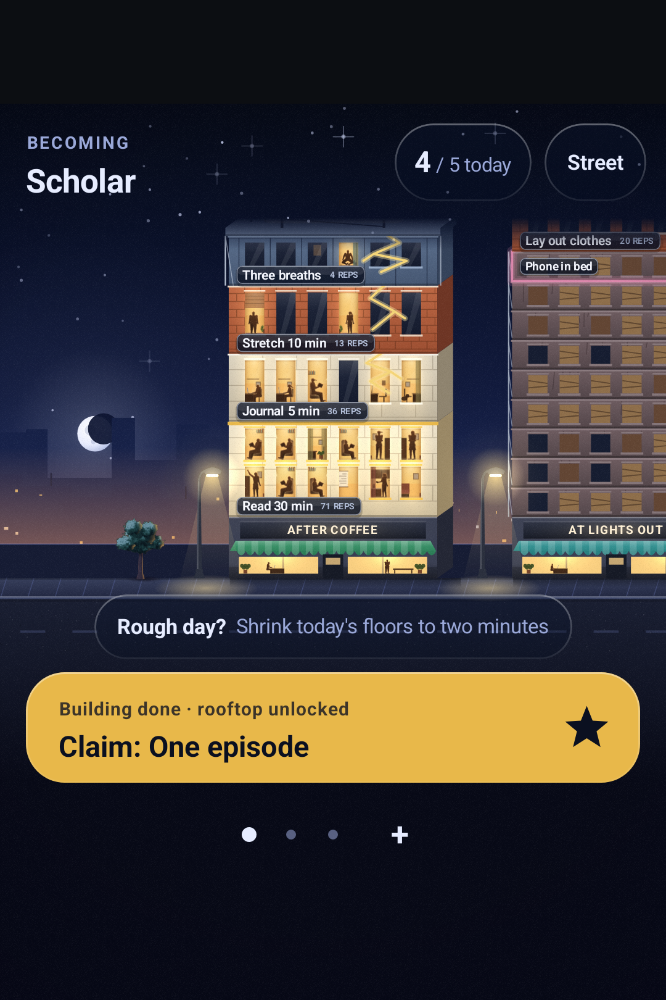 BECOMING
Scholar
4 / 5 today
Street
Lay out clothes 20 REPS
Phone in bed
Three breaths 4 REPS
Stretch 10 min 13 REPS
Journal 5 min 36 REPS
Read 30 min 71 REPS
AFTER COFFEE
AT LIGHTS OUT
Rough day? Shrink today's floors to two minutes
Building done · rooftop unlocked
Claim: One episode
+